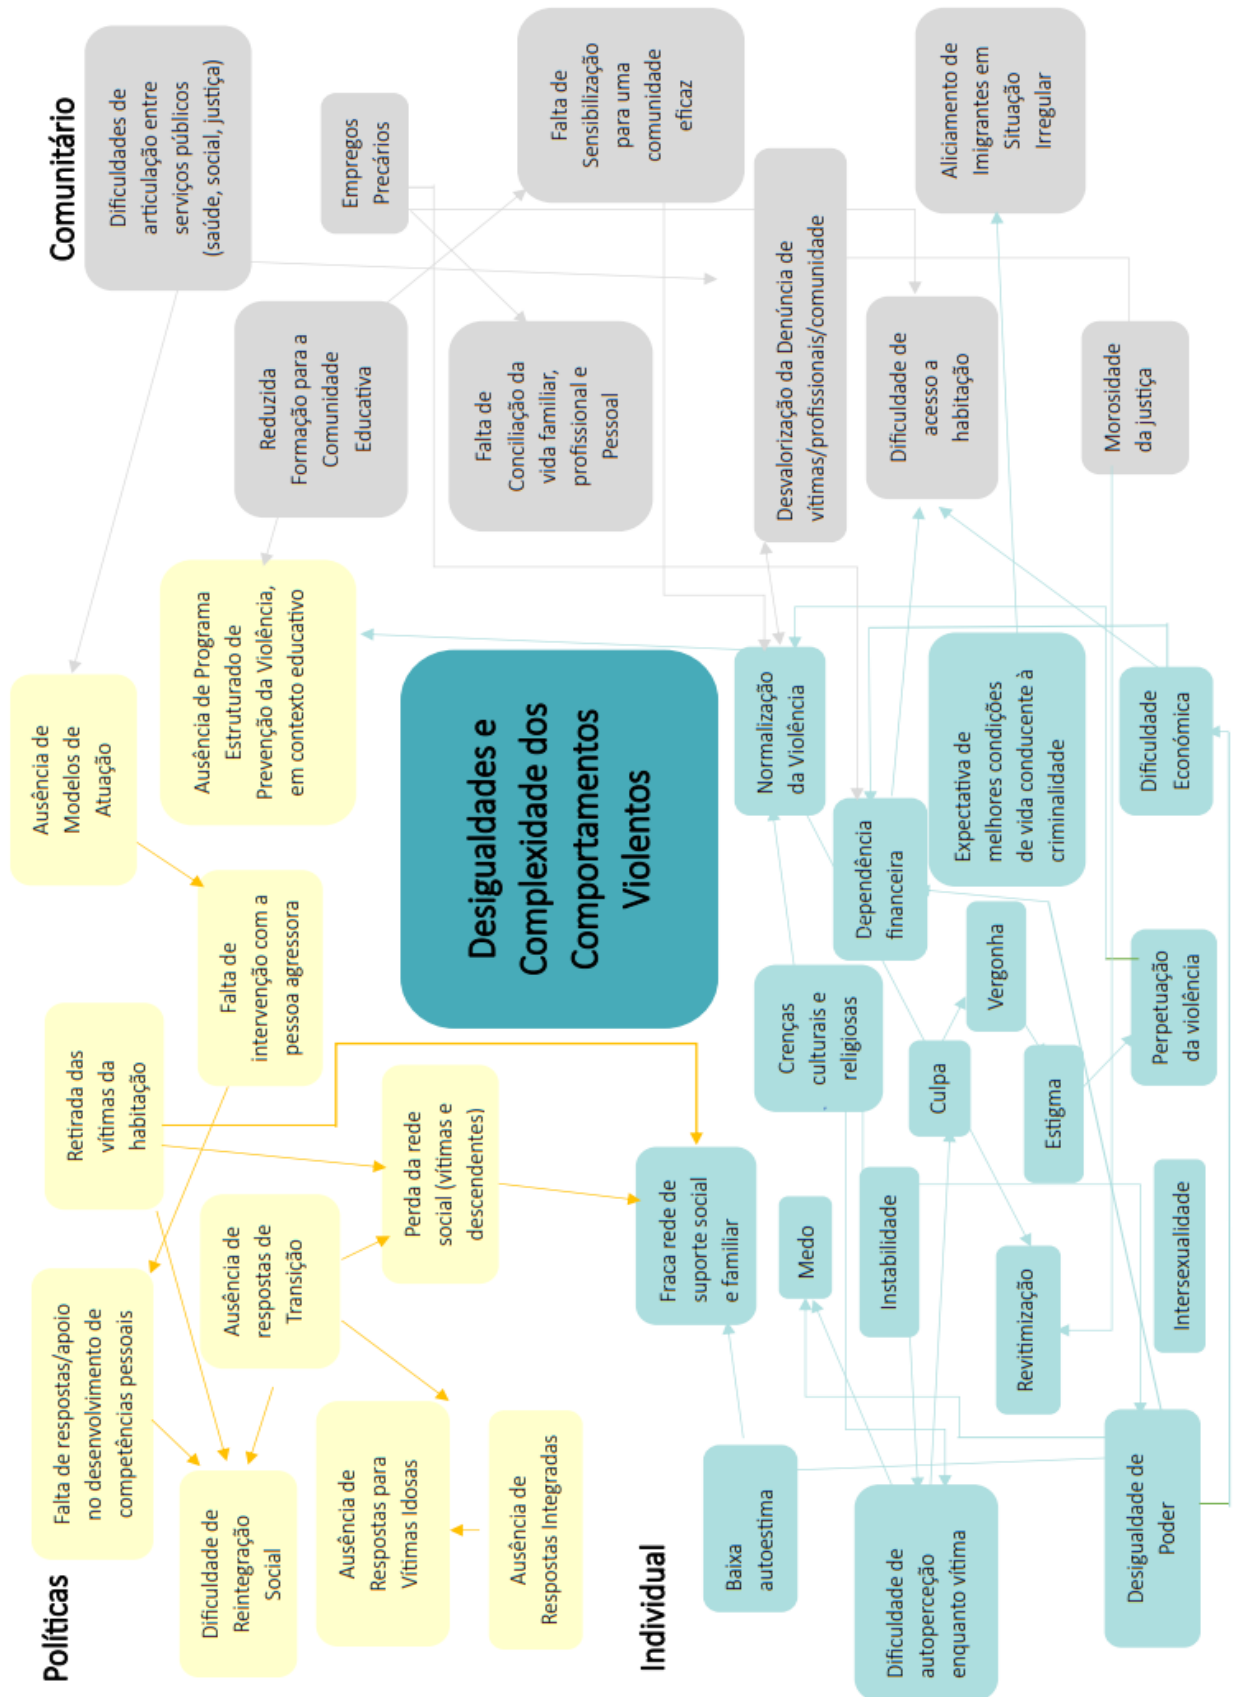 Políticas
Falta de respostas/apoio
no desenvolvimento de
competências pessoais
Retirada das
vítimas da
habitação
Ausência de
Modelos de
Atuação
Comunitário
Dificuldades de
articulação entre
serviços públicos
(saúde, social, justiça)
Dificuldade de
Reintegração
Social
Ausência de
respostas de
Transição
Falta de
intervenção com a
pessoa agressora
Ausência de Programa
Estruturado de
Prevenção da Violência,
em contexto educativo
Reduzida
Formação para a
Comunidade
Educativa
Empregos
Precários
Ausência de
Respostas para
Vítimas Idosas
Perda da rede
social (vítimas e
descendentes)
Desigualdades e
Complexidade dos
Comportamentos
Violentos
Falta de
Conciliação da
vida familiar,
profissional e
Pessoal
Falta de
Sensibilização
para uma
comunidade
eficaz
Ausência de
Respostas Integradas
Individual
Fraca rede de
suporte social
e familiar
Baixa
autoestima
Medo
Crenças
culturais e
religiosas
Normalização
da Violência
Desvalorização da Denúncia de
vítimas/profissionais/comunidade
Dificuldade de
autoperceção
enquanto vítima
Instabilidade
Culpa
Dependência
financeira
Dificuldade de
acesso a
habitação
Aliciamento de
Imigrantes em
Situação
Irregular
Revitimização
Estigma
Vergonha
Expectativa de
melhores condições
de vida conducente à
criminalidade
Desigualdade de
Poder
Intersexualidade
Perpetuação
da violência
Dificuldade
Económica
Morosidade
da justiça